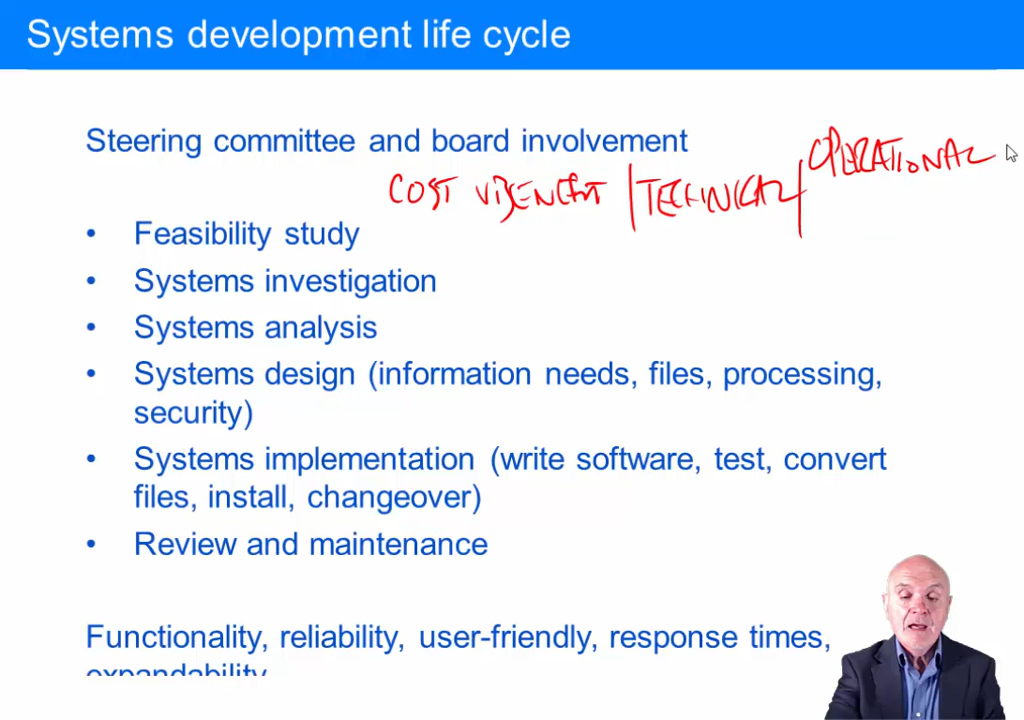 Systems development life cycle
Steering committee and board involvement
COST / TECHNICAL / OPERATIONAL
• Feasibility study
• Systems investigation
• Systems analysis
• Systems design (information needs, files, processing,
security)
• Systems implementation (write software, test, convert
files, install, changeover)
• Review and maintenance
Functionality, reliability, user-friendly, response times,
expandability